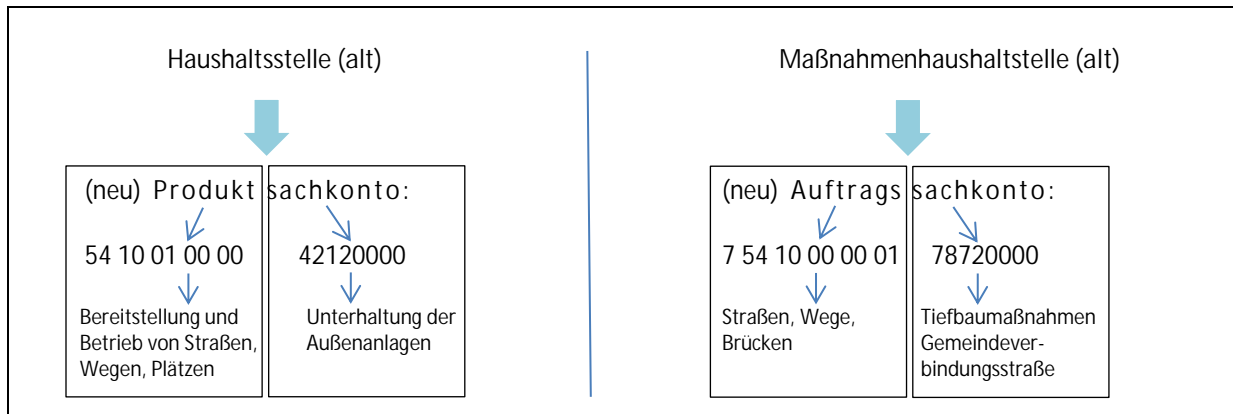 Haushaltsstelle (alt)
(neu) Produkt sachkonto:
54 10 01 00 00
42120000
Bereitstellung und
Betrieb von Straßen,
Wegen, Plätzen
Unterhaltung der
Außenanlagen
Maßnahmenhaushaltstelle (alt)
(neu) Auftrags sachkonto:
7 54 10 00 00 01
78720000
Straßen, Wege,
Brücken
Tiefbaumaßnahmen
Gemeindever-
bindungsstraße